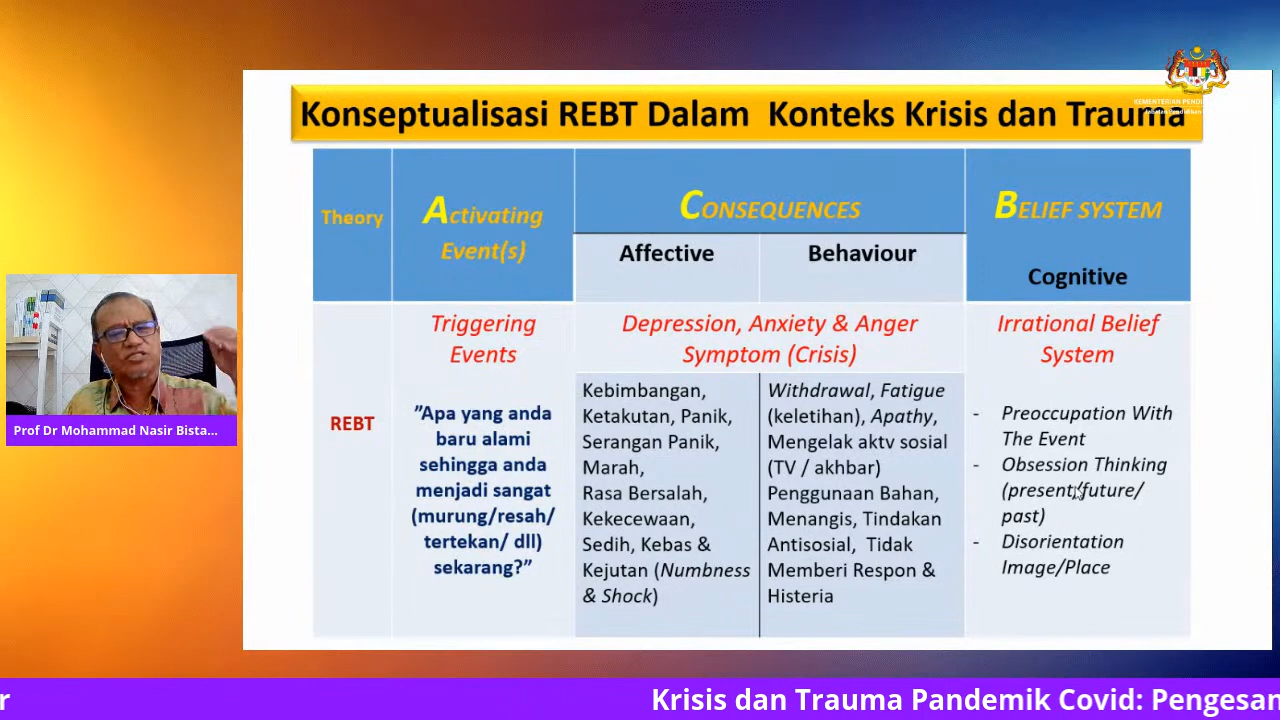 Konseptualisasi REBT Dalam Konteks Krisis dan Trauma
KEMENTERIAN
Theory
Activating
Event(s)
CONSEQUENCES
BELIEF SYSTEM
Affective
Behaviour
Cognitive
REBT
Triggering
Events
”Apa yang anda
baru alami
sehingga anda
menjadi sangat
(murung/resah/
tertekan/ dll)
sekarang?”
Depression, Anxiety & Anger
Symptom (Crisis)
Kebimbangan,
Ketakutan, Panik,
Serangan Panik,
Marah,
Rasa Bersalah,
Kekecewaan,
Sedih, Kebas &
Kejutan (Numbness
& Shock)
Withdrawal, Fatigue
(keletihan), Apathy,
Mengelak aktv sosial
(TV / akhbar)
Penggunaan Bahan,
Menangis, Tindakan
Antisosial, Tidak
Memberi Respon &
Histeria
Irrational Belief
System
- Preoccupation With
The Event
- Obsession Thinking
(present/future/
past)
- Disorientation
Image/Place
Prof Dr Mohammad Nasir Bista...
r
Krisis dan Trauma Pandemik Covid: Pengesan